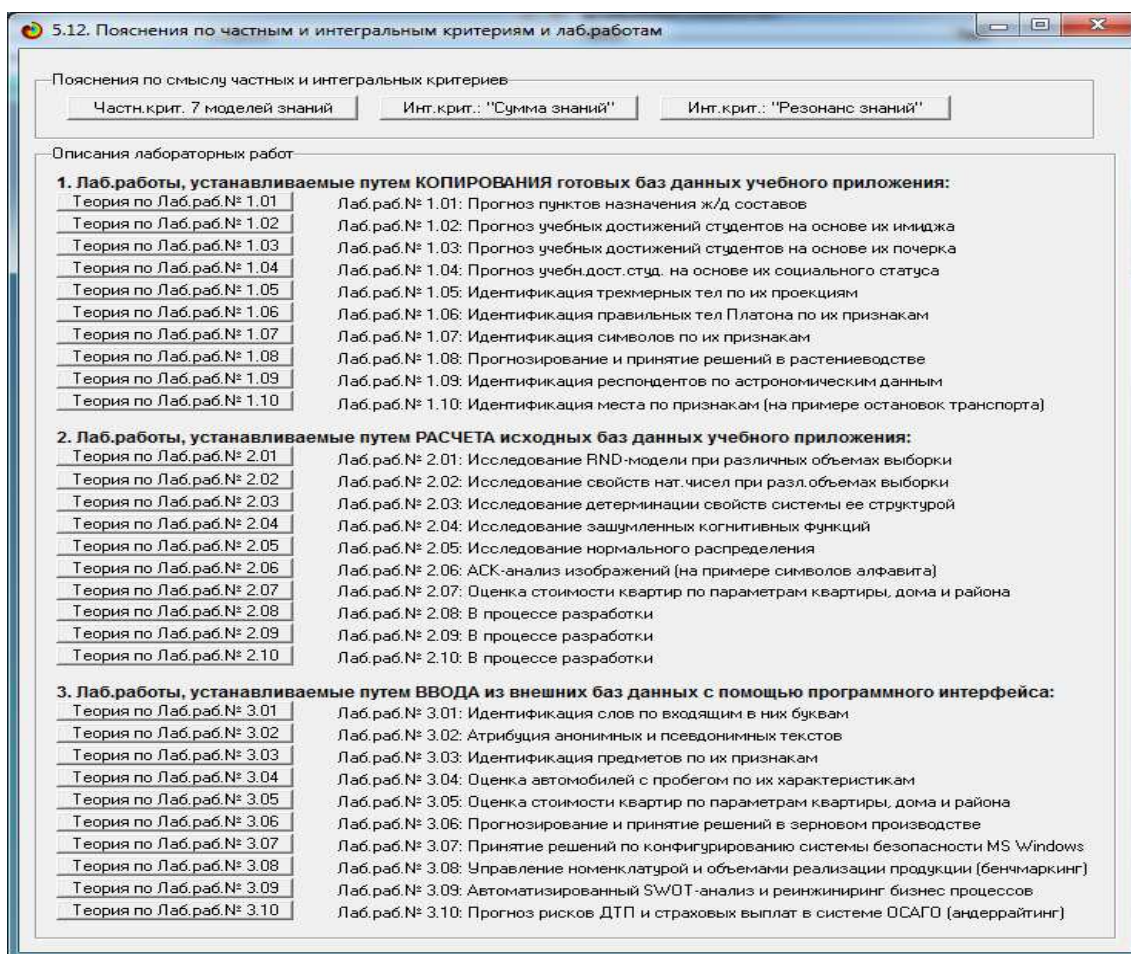 5.12. Пояснения по частным и интегральным критериям и лаб.работам
Пояснения по смыслу частных и интегральных критериев
Частн.крит. 7 моделей знаний Инт.крит.: "Сумма знаний" Инт.крит.: "Резонанс знаний"
Описания лабораторных работ
1. Лаб.работы, устанавливаемые путем КОПИРОВАНИЯ готовых баз данных учебного приложения:
Теория по Лаб.раб.№ 1.01 Лаб.раб.№ 1.01: Прогноз пунктов назначения ж/д составов
Теория по Лаб.раб.№ 1.02 Лаб.раб.№ 1.02: Прогноз учебных достижений студентов на основе их имиджа
Теория по Лаб.раб.№ 1.03 Лаб.раб.№ 1.03: Прогноз учебных достижений студентов на основе их почерка
Теория по Лаб.раб.№ 1.04 Лаб.раб.№ 1.04: Прогноз учебн.дост.студ. на основе их социального статуса
Теория по Лаб.раб.№ 1.05 Лаб.раб.№ 1.05: Идентификация трехмерных тел по их проекциям
Теория по Лаб.раб.№ 1.06 Лаб.раб.№ 1.06: Идентификация правильных тел Платона по их признакам
Теория по Лаб.раб.№ 1.07 Лаб.раб.№ 1.07: Идентификация символов по их признакам
Теория по Лаб.раб.№ 1.08 Лаб.раб.№ 1.08: Прогнозирование и принятие решений в растениеводстве
Теория по Лаб.раб.№ 1.09 Лаб.раб.№ 1.09: Идентификация респондентов по астрономическим данным
Теория по Лаб.раб.№ 1.10 Лаб.раб.№ 1.10: Идентификация места по признакам (на примере остановок транспорта)
2. Лаб.работы, устанавливаемые путем РАСЧЕТА исходных баз данных учебного приложения:
Теория по Лаб.раб.№ 2.01 Лаб.раб.№ 2.01: Исследование RND-модели при различных объемах выборки
Теория по Лаб.раб.№ 2.02 Лаб.раб.№ 2.02: Исследование свойств нат.чисел при разл.объемах выборки
Теория по Лаб.раб.№ 2.03 Лаб.раб.№ 2.03: Исследование детерминации свойств системы ее структурой
Теория по Лаб.раб.№ 2.04 Лаб.раб.№ 2.04: Исследование зашумленных когнитивных функций
Теория по Лаб.раб.№ 2.05 Лаб.раб.№ 2.05: Исследование нормального распределения
Теория по Лаб.раб.№ 2.06 Лаб.раб.№ 2.06: АСК-анализ изображений (на примере символов алфавита)
Теория по Лаб.раб.№ 2.07 Лаб.раб.№ 2.07: Оценка стоимости квартир по параметрам квартиры, дома и района
Теория по Лаб.раб.№ 2.08 Лаб.раб.№ 2.08: В процессе разработки
Теория по Лаб.раб.№ 2.09 Лаб.раб.№ 2.09: В процессе разработки
Теория по Лаб.раб.№ 2.10 Лаб.раб.№ 2.10: В процессе разработки
3. Лаб.работы, устанавливаемые путем ВВОДА из внешних баз данных с помощью программного интерфейса:
Теория по Лаб.раб.№ 3.01 Лаб.раб.№ 3.01: Идентификация слов по входящим в них буквам
Теория по Лаб.раб.№ 3.02 Лаб.раб.№ 3.02: Атрибуция анонимных и псевдонимных текстов
Теория по Лаб.раб.№ 3.03 Лаб.раб.№ 3.03: Идентификация предметов по их признакам
Теория по Лаб.раб.№ 3.04 Лаб.раб.№ 3.04: Оценка автомобилей с пробегом по их характеристикам
Теория по Лаб.раб.№ 3.05 Лаб.раб.№ 3.05: Оценка стоимости квартир по параметрам квартиры, дома и района
Теория по Лаб.раб.№ 3.06 Лаб.раб.№ 3.06: Прогнозирование и принятие решений в зерновом производстве
Теория по Лаб.раб.№ 3.07 Лаб.раб.№ 3.07: Принятие решений по конфигурированию системы безопасности MS Windows
Теория по Лаб.раб.№ 3.08 Лаб.раб.№ 3.08: Управление номенклатурой и объемами реализации продукции (бенчмаркинг)
Теория по Лаб.раб.№ 3.09 Лаб.раб.№ 3.09: Автоматизированный SWOT-анализ и реинжиниринг бизнес процессов
Теория по Лаб.раб.№ 3.10 Лаб.раб.№ 3.10: Прогноз рисков ДТП и страховых выплат в системе ОСАГО (андеррайтинг)